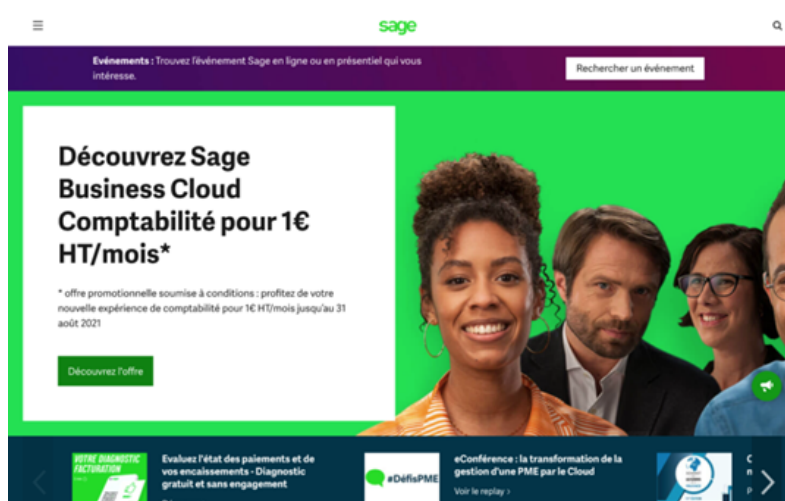 sage
Evénements : Trouvez l'événement Sage en ligne ou en présentiel qui vous
intéresse.
Rechercher un événement
Découvrez Sage
Business Cloud
Comptabilité pour 1€
HT/mois*
* offre promotionnelle soumise à conditions : profitez de votre
nouvelle expérience de comptabilité pour 1€ HT/mois jusqu'au 31
août 2021
Découvrez l'offre
VOTRE DIAGNOSTIC
FACTURATION
Evaluez l'état des paiements et de
vos encaissements - Diagnostic
gratuit et sans engagement
#DéfisPME
eConférence : la transformation de la
gestion d'une PME par le Cloud
Voir le replay >